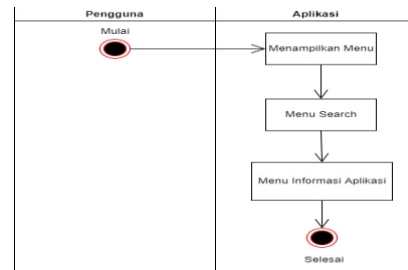 Pengguna
Aplikasi
Mulai
Menampilkan Menu
Menu Search
Menu Informasi Aplikasi
Selesai